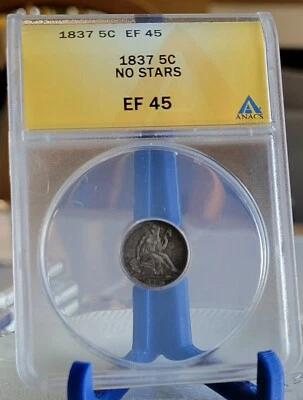 1837 5C EF 45
1837 5C
NO STARS
EF 45
ANACS